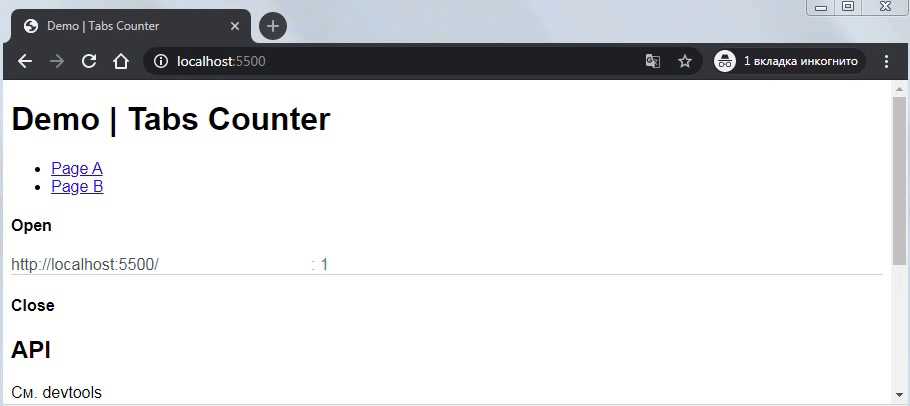 Demo | Tabs Counter
localhost:5500
1 вкладка инкогнито
Demo | Tabs Counter
Page A
Page B
Open
http://localhost:5500/ : 1
Close
API
См. devtools